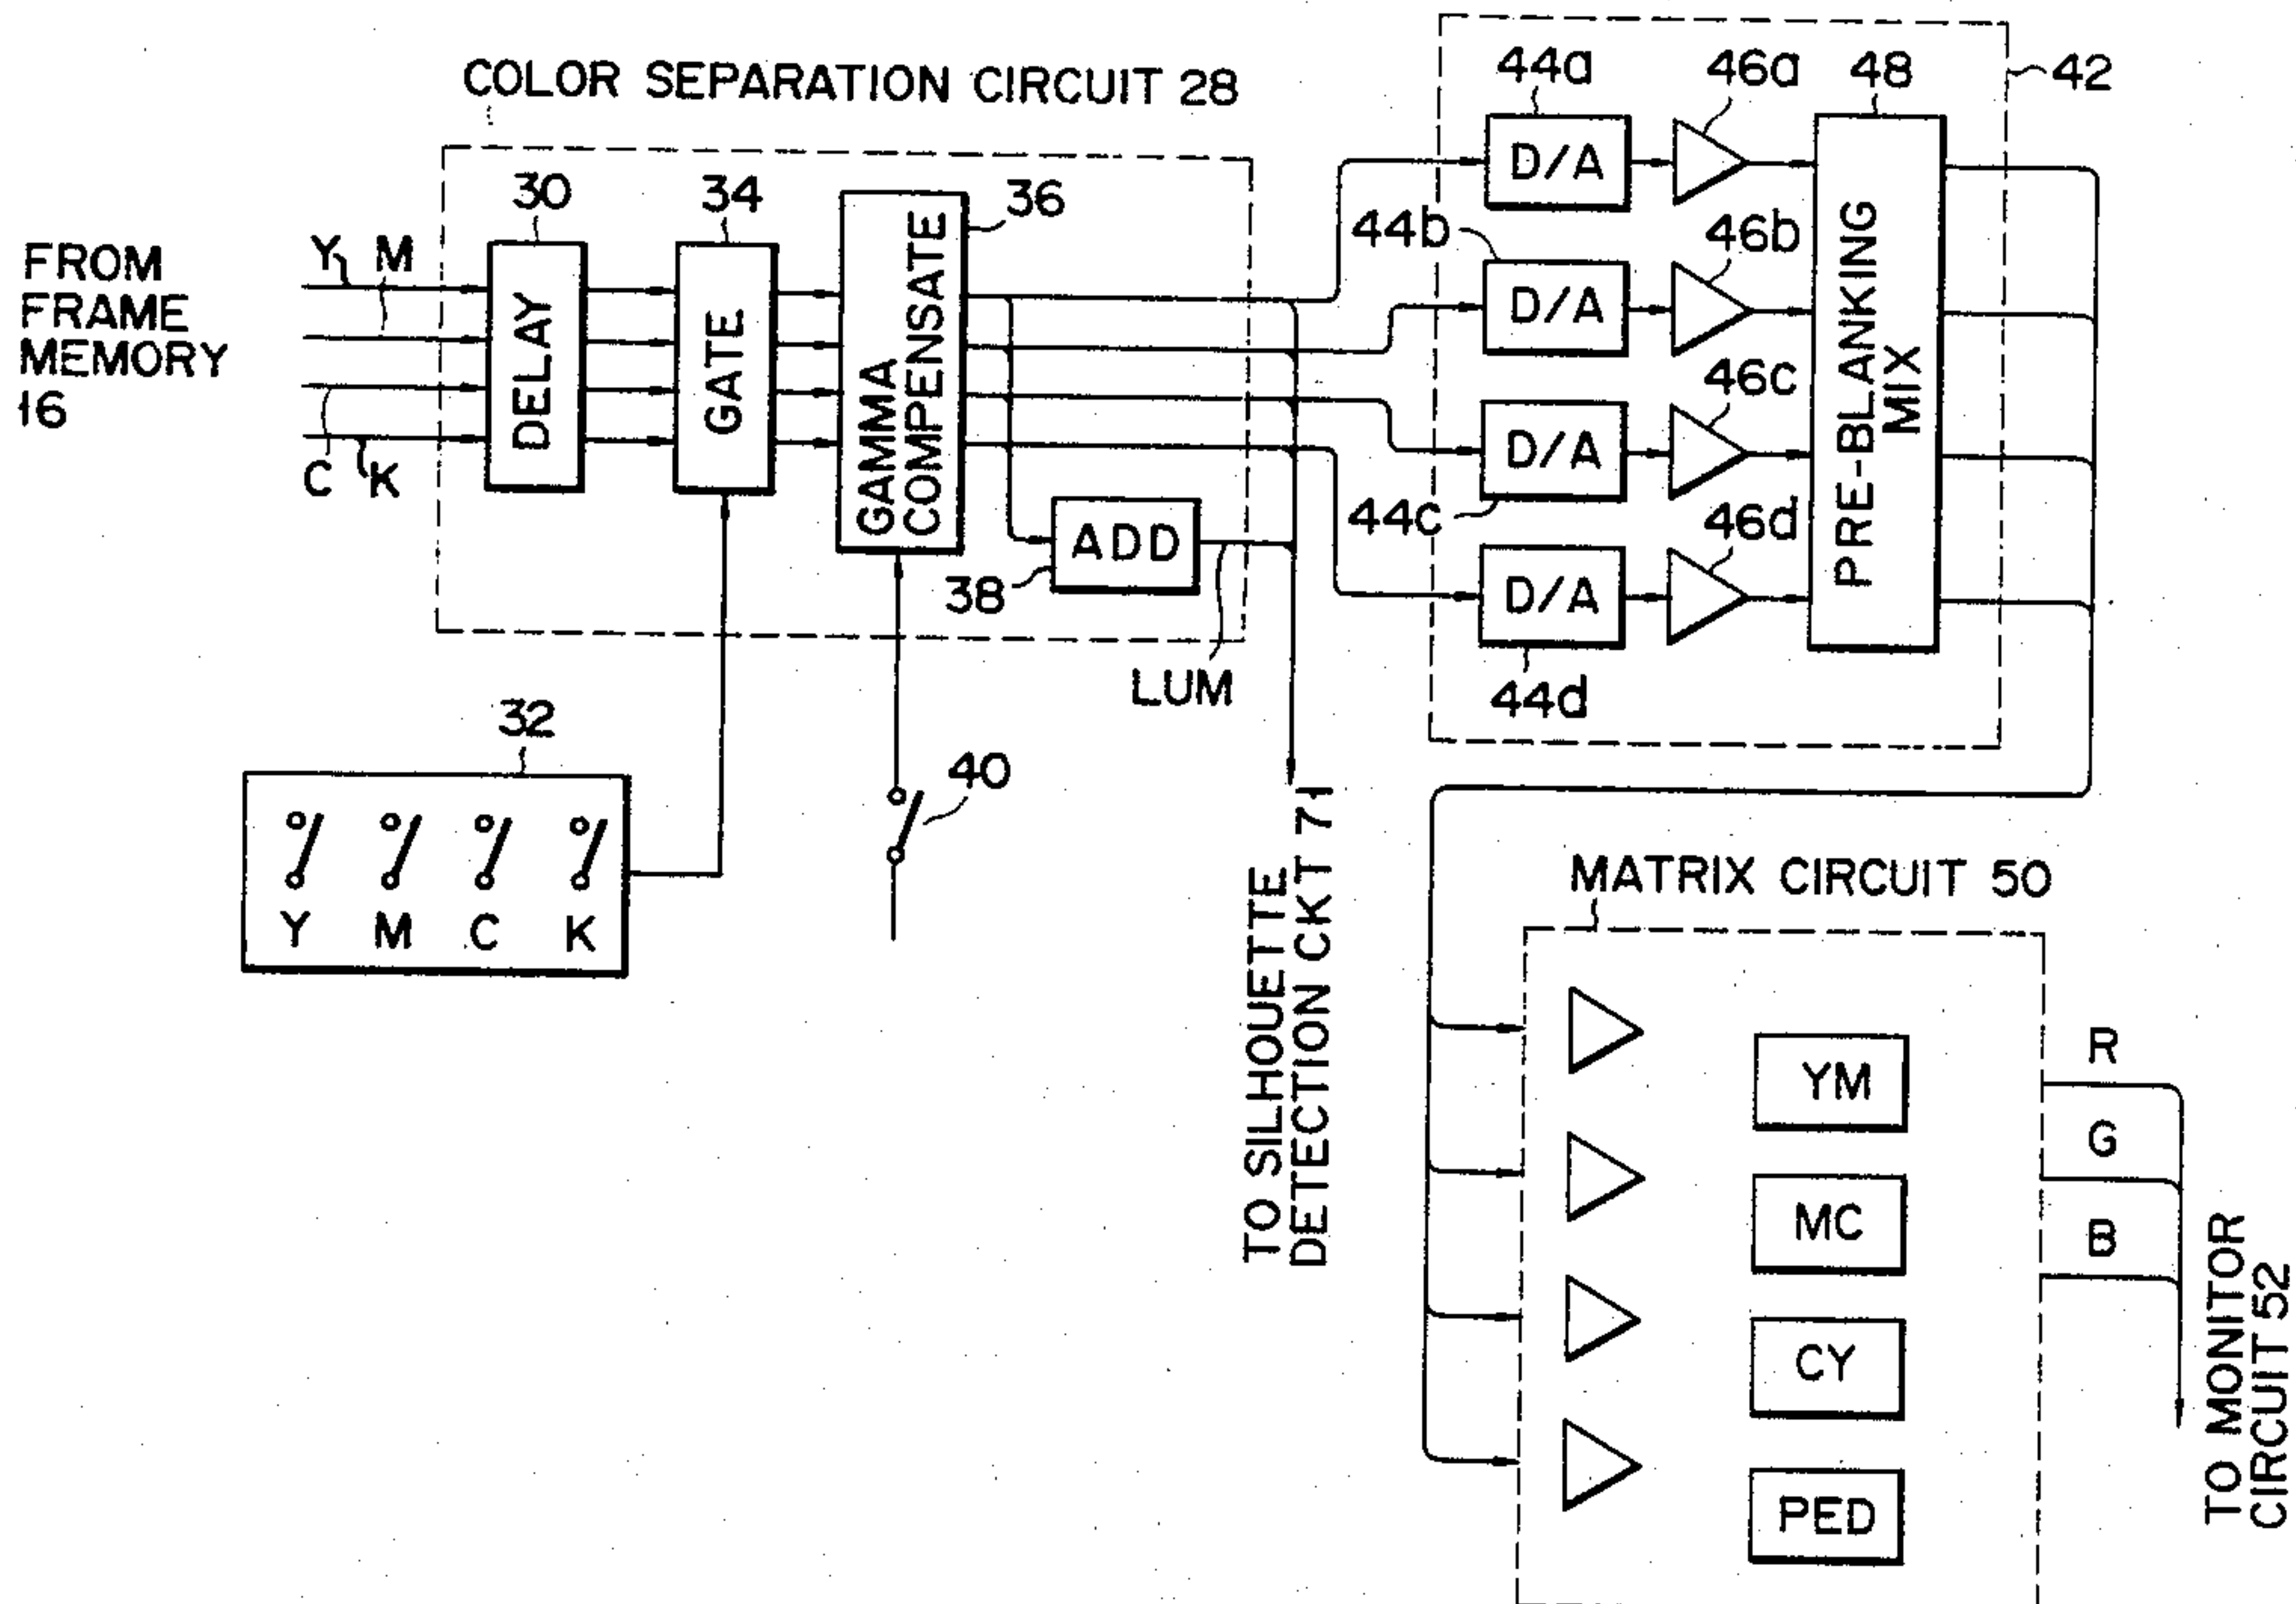 COLOR SEPARATION CIRCUIT 28
FROM
FRAME
MEMORY
16
Y M
C K
30
DELAY
34
GATE
36
GAMMA
COMPENSATE
38
ADD
LUM
32
Y M C K
40
TO SILHOUETTE
DETECTION CKT 71
42
44a
D/A
46a
44b
D/A
46b
44c
D/A
46c
44d
D/A
46d
48
PRE-BLANKING
MIX
MATRIX CIRCUIT 50
YM
MC
CY
PED
R
G
B
TO MONITOR
CIRCUIT 52